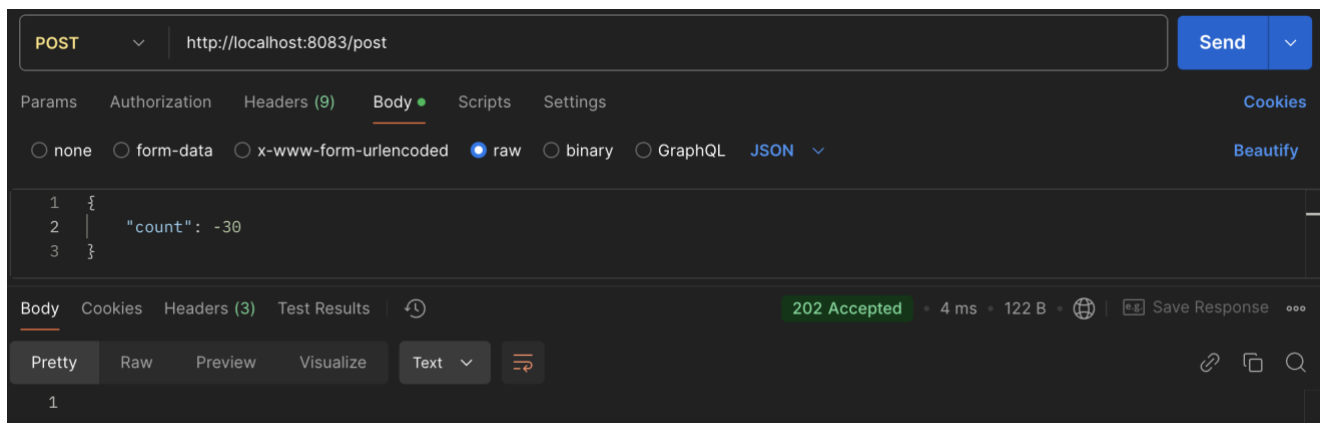 POST http://localhost:8083/post Send
Params Authorization Headers (9) Body Scripts Settings Cookies
none form-data x-www-form-urlencoded raw binary GraphQL JSON Beautify
1 {
2 "count": -30
3 }
Body Cookies Headers (3) Test Results 202 Accepted 4 ms 122 B e.g. Save Response
Pretty Raw Preview Visualize Text
1